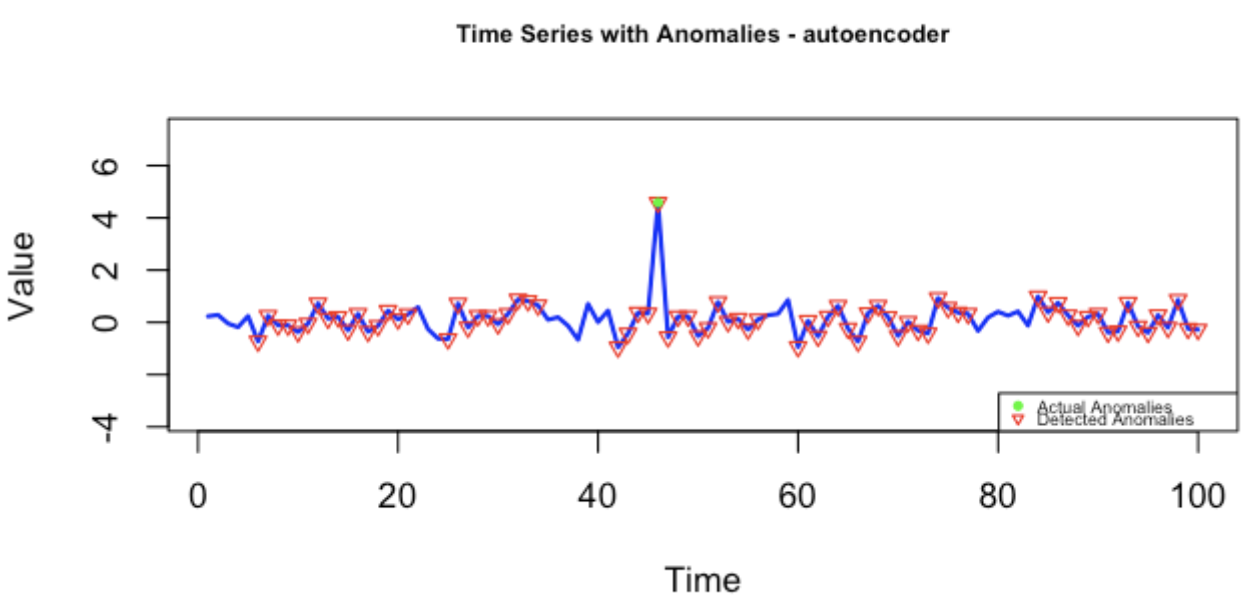 Time Series with Anomalies - autoencoder
Value
6
4
2
0
-4
Actual Anomalies
Detected Anomalies
0 20 40 60 80 100
Time